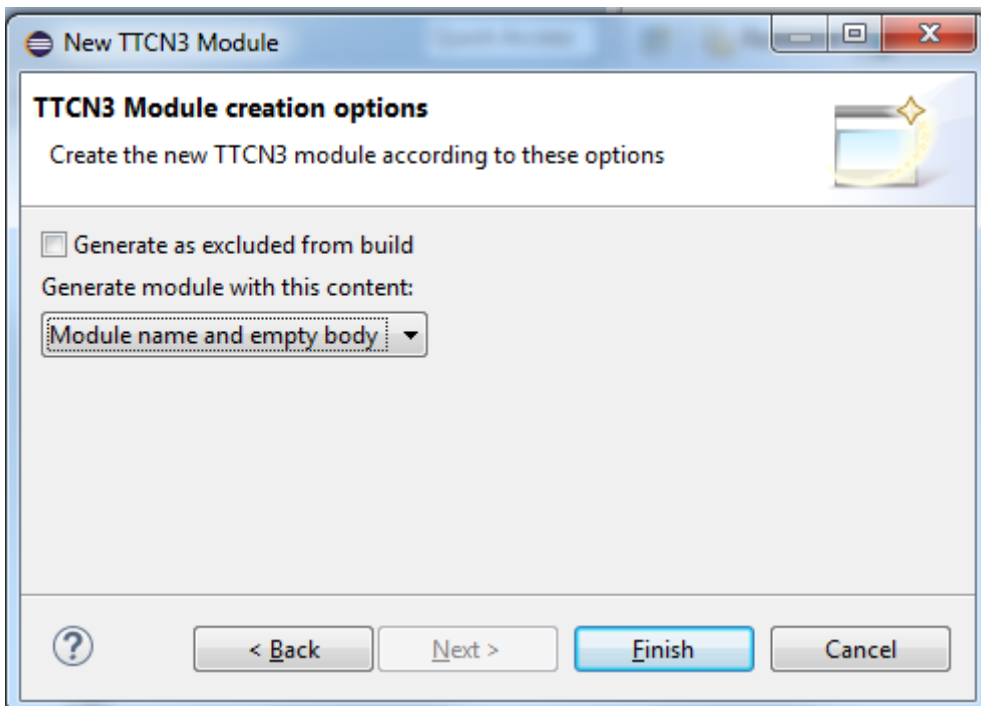 New TTCN3 Module
TTCN3 Module creation options
Create the new TTCN3 module according to these options
Generate as excluded from build
Generate module with this content:
Module name and empty body
< Back
Next >
Finish
Cancel